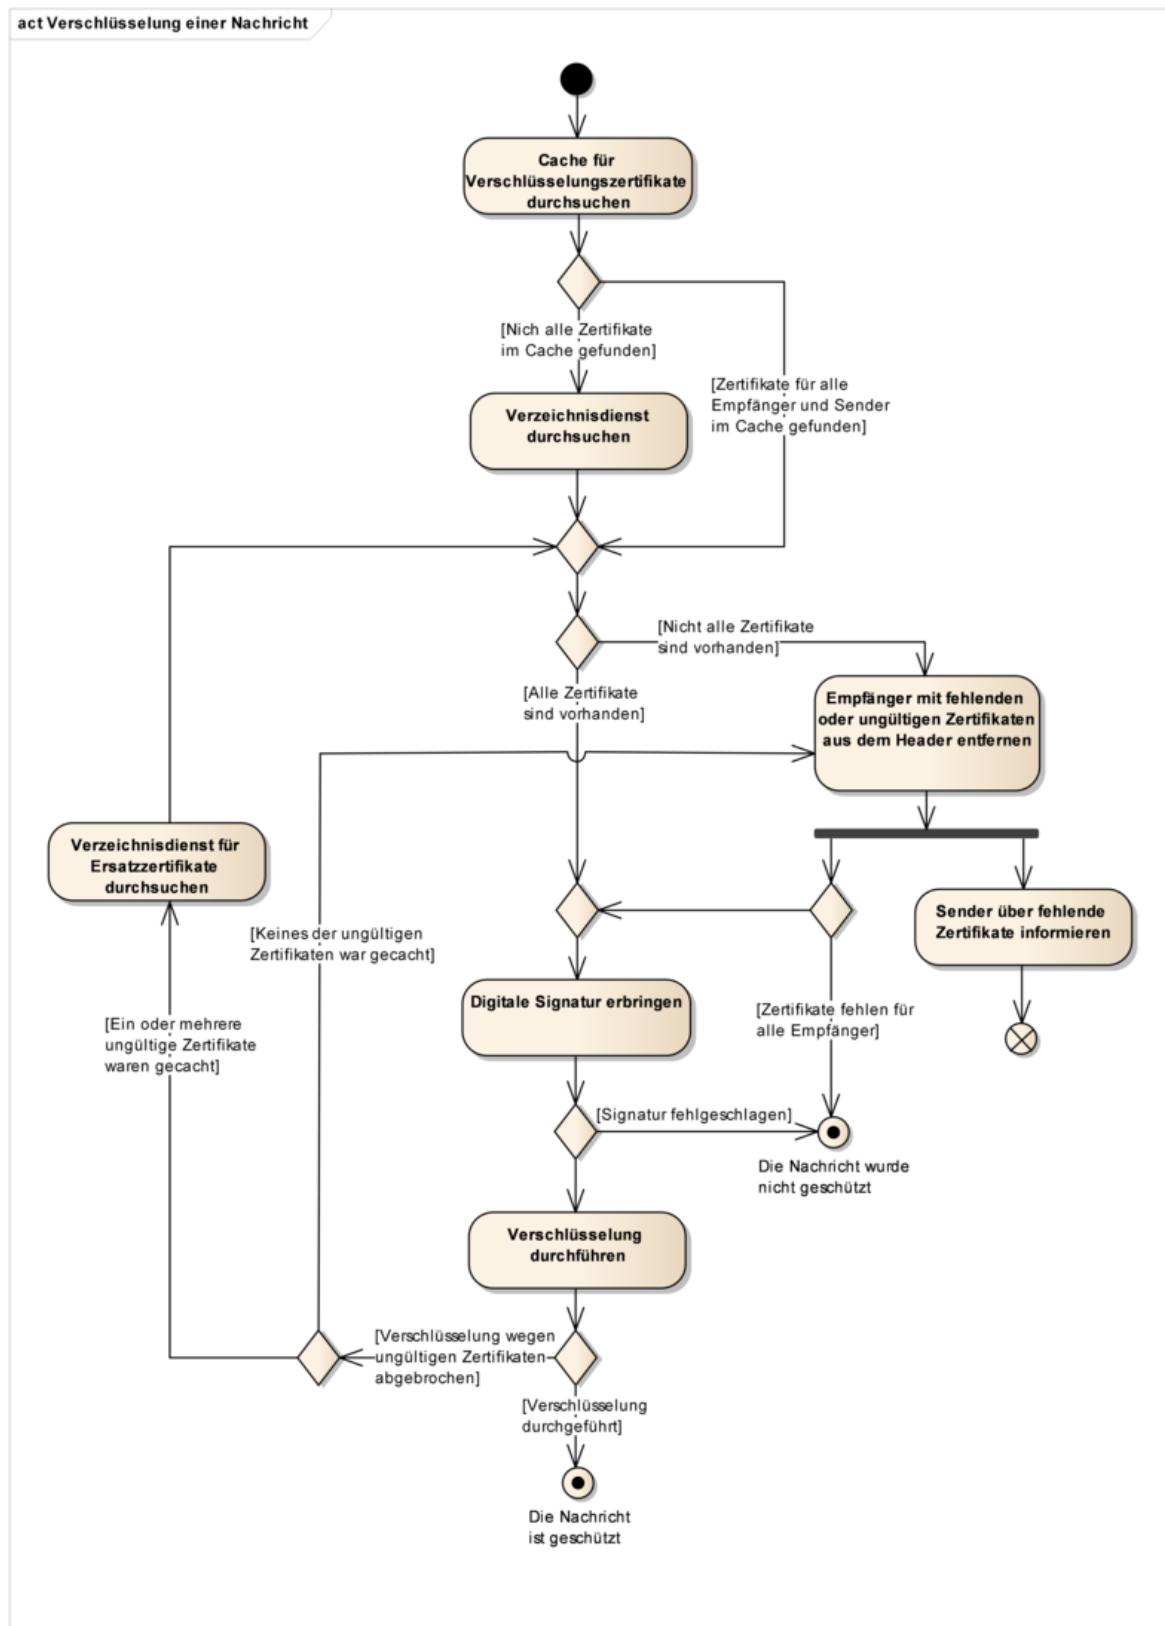 act Verschlüsselung einer Nachricht
Cache für
Verschlüsselungszertifikate
durchsuchen
[Nich alle Zertifikate
im Cache gefunden]
[Zertifikate für alle
Empfänger und Sender
im Cache gefunden]
Verzeichnisdienst
durchsuchen
[Nicht alle Zertifikate
sind vorhanden]
[Alle Zertifikate
sind vorhanden]
Empfänger mit fehlenden
oder ungültigen Zertifikaten
aus dem Header entfernen
Verzeichnisdienst für
Ersatzzertifikate
durchsuchen
Sender über fehlende
Zertifikate informieren
[Keines der ungültigen
Zertifikaten war gecacht]
Digitale Signatur erbringen
[Zertifikate fehlen für
alle Empfänger]
[Ein oder mehrere
ungültige Zertifikate
waren gecacht]
[Signatur fehlgeschlagen]
Die Nachricht wurde
nicht geschützt
Verschlüsselung
durchführen
[Verschlüsselung wegen
ungültigen Zertifikaten
abgebrochen]
[Verschlüsselung
durchgeführt]
Die Nachricht
ist geschützt